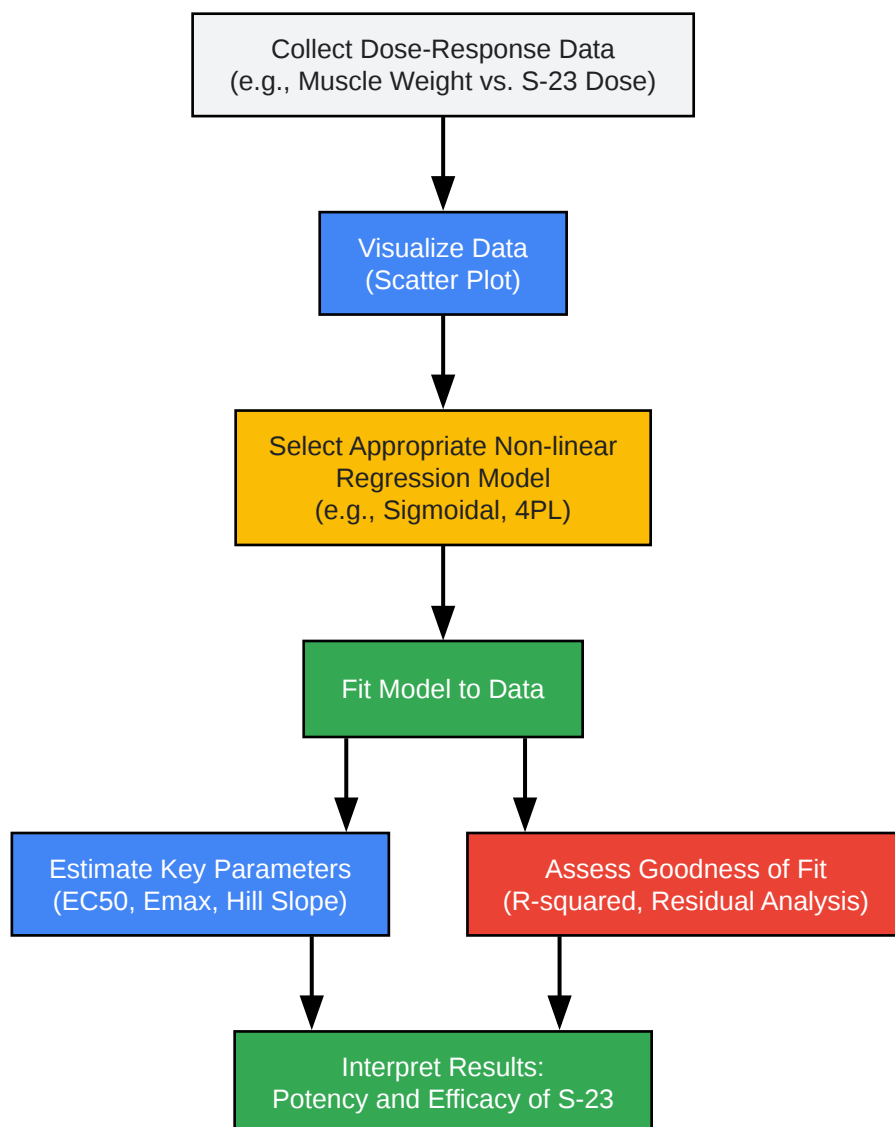 Collect Dose-Response Data
(e.g., Muscle Weight vs. S-23 Dose)
Visualize Data
(Scatter Plot)
Select Appropriate Non-linear
Regression Model
(e.g., Sigmoidal, 4PL)
Fit Model to Data
Estimate Key Parameters
(EC50, Emax, Hill Slope)
Assess Goodness of Fit
(R-squared, Residual Analysis)
Interpret Results:
Potency and Efficacy of S-23